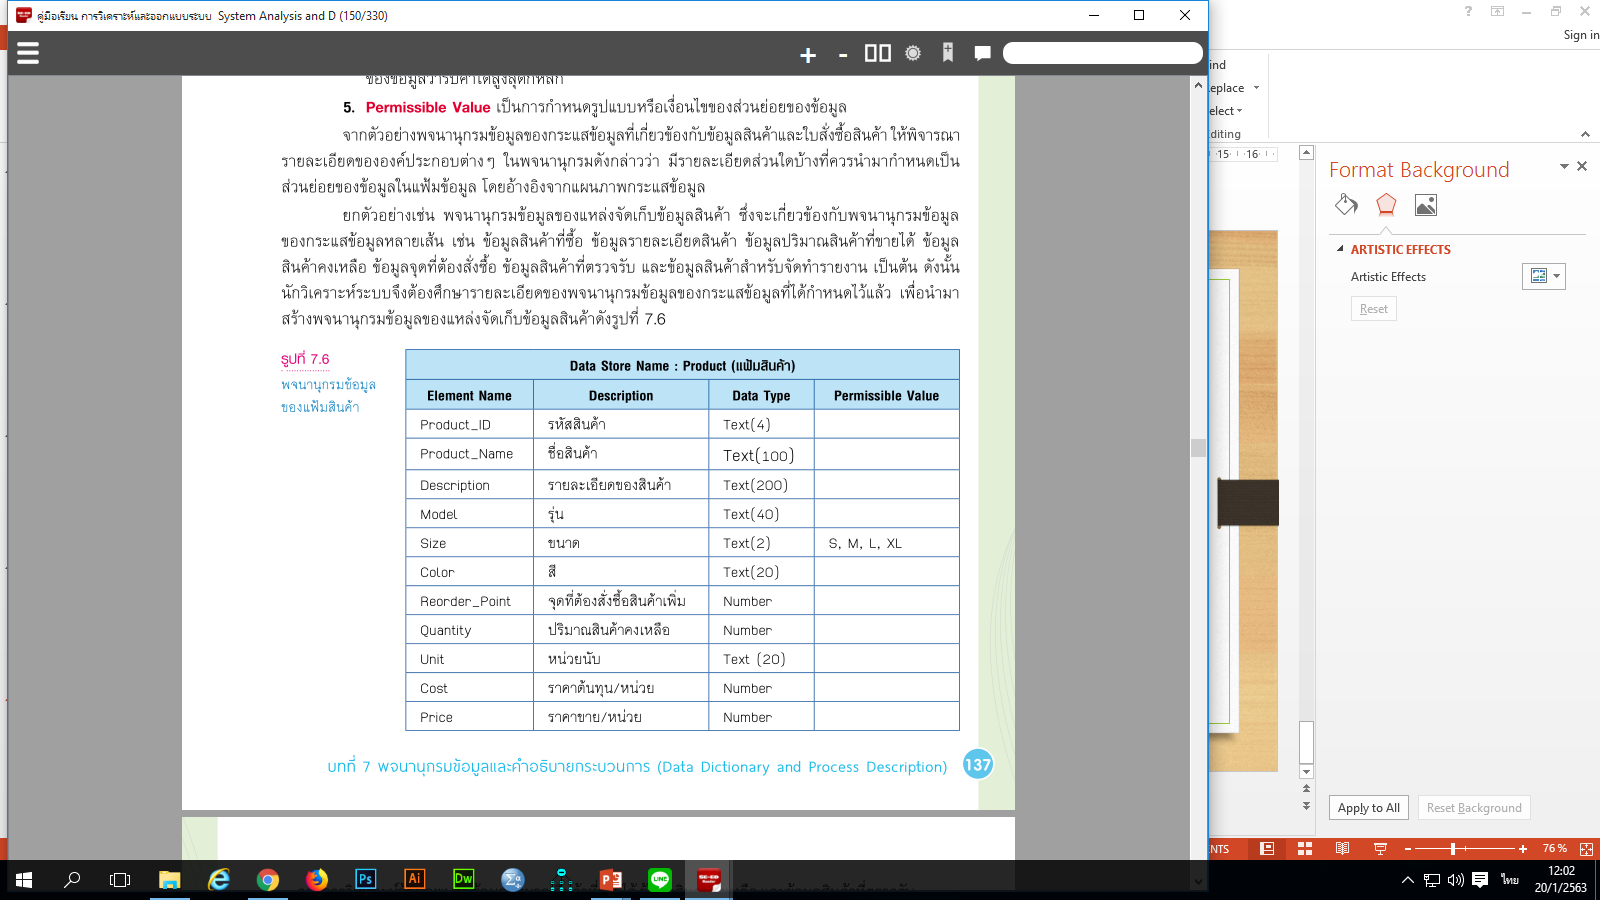 คู่มือเรียน การวิเคราะห์และออกแบบระบบ System Analysis and D (150/330)
Sign in
ind
eplace
elect
diting
15 16
ของข้อมูลว่ารับค่าได้สูงสุดกี่หลัก
5. Permissible Value เป็นการกำหนดรูปแบบหรือเงื่อนไขของส่วนย่อยของข้อมูล
จากตัวอย่างพจนานุกรมข้อมูลของกระแสข้อมูลที่เกี่ยวข้องกับข้อมูลสินค้าและใบสั่งซื้อสินค้า ให้พิจารณา
รายละเอียดขององค์ประกอบต่างๆ ในพจนานุกรมดังกล่าวว่า มีรายละเอียดส่วนใดบ้างที่ควรนำมากำหนดเป็น
ส่วนย่อยของข้อมูลในแฟ้มข้อมูล โดยอ้างอิงจากแผนภาพกระแสข้อมูล
ยกตัวอย่างเช่น พจนานุกรมข้อมูลของแหล่งจัดเก็บข้อมูลสินค้า ซึ่งจะเกี่ยวข้องกับพจนานุกรมข้อมูล
ของกระแสข้อมูลหลายเส้น เช่น ข้อมูลสินค้าที่ซื้อ ข้อมูลรายละเอียดสินค้า ข้อมูลปริมาณสินค้าที่ขายได้ ข้อมูล
สินค้าคงเหลือ ข้อมูลจุดที่ต้องสั่งซื้อ ข้อมูลสินค้าที่ตรวจรับ และข้อมูลสินค้าสำหรับจัดทำรายงาน เป็นต้น ดังนั้น
นักวิเคราะห์ระบบจึงต้องศึกษารายละเอียดของพจนานุกรมข้อมูลของกระแสข้อมูลที่ได้กำหนดไว้แล้ว เพื่อนำมา
สร้างพจนานุกรมข้อมูลของแหล่งจัดเก็บข้อมูลสินค้าดังรูปที่ 7.6
รูปที่ 7.6
พจนานุกรมข้อมูล
ของแฟ้มสินค้า
Data Store Name : Product (แฟ้มสินค้า)
Element Name Description Data Type Permissible Value
Product_ID รหัสสินค้า Text(4)
Product_Name ชื่อสินค้า Text(100)
Description รายละเอียดของสินค้า Text(200)
Model รุ่น Text(40)
Size ขนาด Text(2) S, M, L, XL
Color สี Text(20)
Reorder_Point จุดที่ต้องสั่งซื้อสินค้าเพิ่ม Number
Quantity ปริมาณสินค้าคงเหลือ Number
Unit หน่วยนับ Text (20)
Cost ราคาต้นทุน/หน่วย Number
Price ราคาขาย/หน่วย Number
บทที่ 7 พจนานุกรมข้อมูลและคำอธิบายกระบวนการ (Data Dictionary and Process Description) 137
Format Background
ARTISTIC EFFECTS
Artistic Effects
Reset
Apply to All
Reset Background
NTS
76 %
Ps
Ai
Dw
LINE
ไทย
12:02
20/1/2563